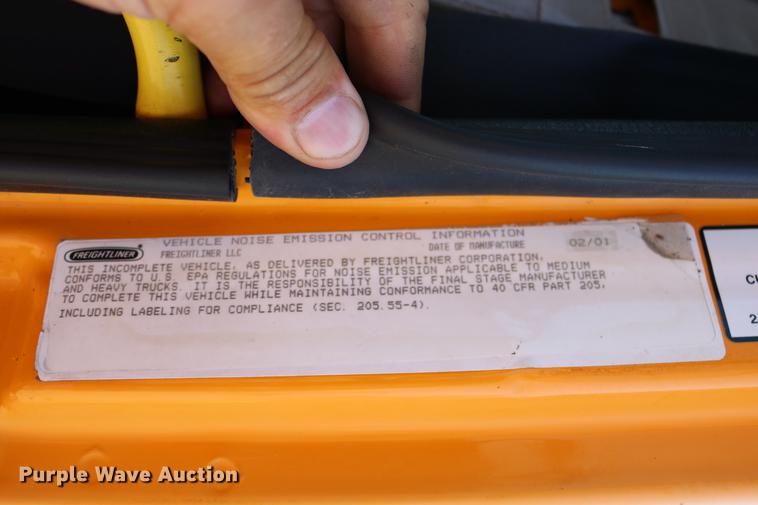 FREIGHTLINER
VEHICLE NOISE EMISSION CONTROL INFORMATION
FREIGHTLINER LLC DATE OF MANUFACTURE 02/01
THIS INCOMPLETE VEHICLE, AS DELIVERED BY FREIGHTLINER CORPORATION,
CONFORMS TO U.S. EPA REGULATIONS FOR NOISE EMISSION APPLICABLE TO MEDIUM
AND HEAVY TRUCKS. IT IS THE RESPONSIBILITY OF THE FINAL STAGE MANUFACTURER
TO COMPLETE THIS VEHICLE WHILE MAINTAINING CONFORMANCE TO 40 CFR PART 205,
INCLUDING LABELING FOR COMPLIANCE (SEC. 205.55-4).
Purple Wave Auction